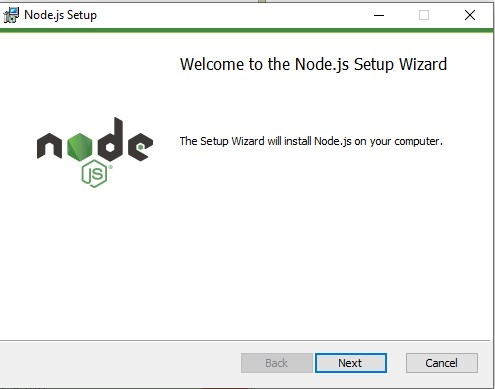 Node.js Setup
Welcome to the Node.js Setup Wizard
The Setup Wizard will install Node.js on your computer.
node
JS
Back Next Cancel